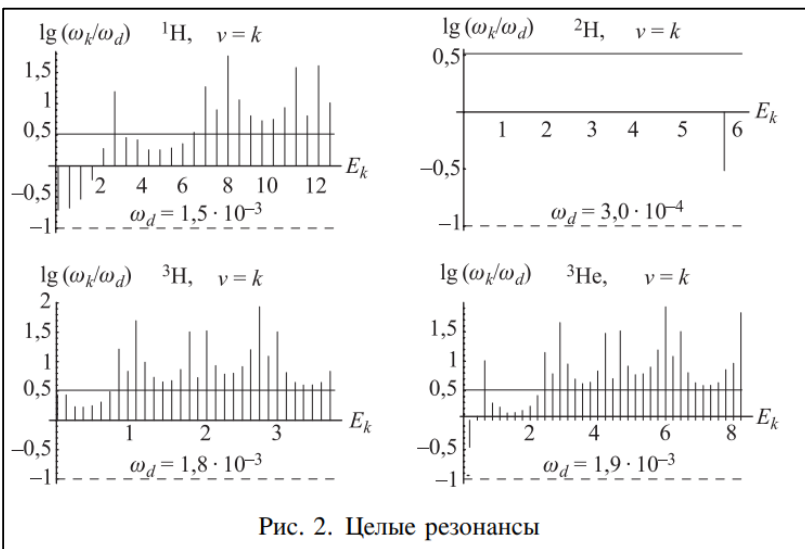 lg (ω_k/ω_d) ¹H, ν = k
1,5
1
0,5
−0,5
−1
2 4 6 8 10 12
E_k
ω_d = 1,5 · 10⁻³
lg (ω_k/ω_d) ²H, ν = k
0,5
−0,5
−1
1 2 3 4 5 6
E_k
ω_d = 3,0 · 10⁻⁴
lg (ω_k/ω_d) ³H, ν = k
2
1,5
1
0,5
−0,5
−1
1 2 3
E_k
ω_d = 1,8 · 10⁻³
lg (ω_k/ω_d) ³He, ν = k
1,5
1
0,5
−0,5
−1
2 4 6 8
E_k
ω_d = 1,9 · 10⁻³
Рис. 2. Целые резонансы